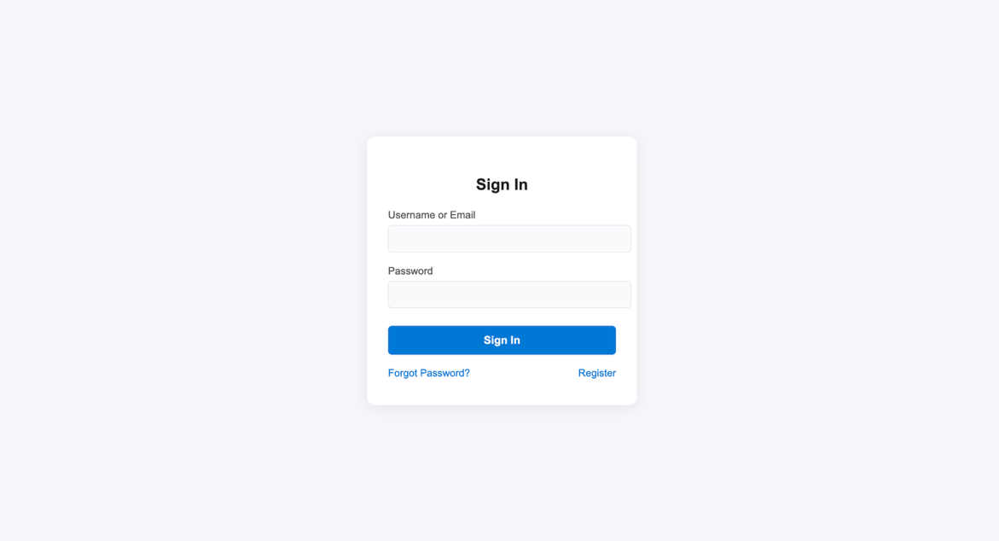 Sign In
Username or Email
Password
Sign In
Forgot Password? Register